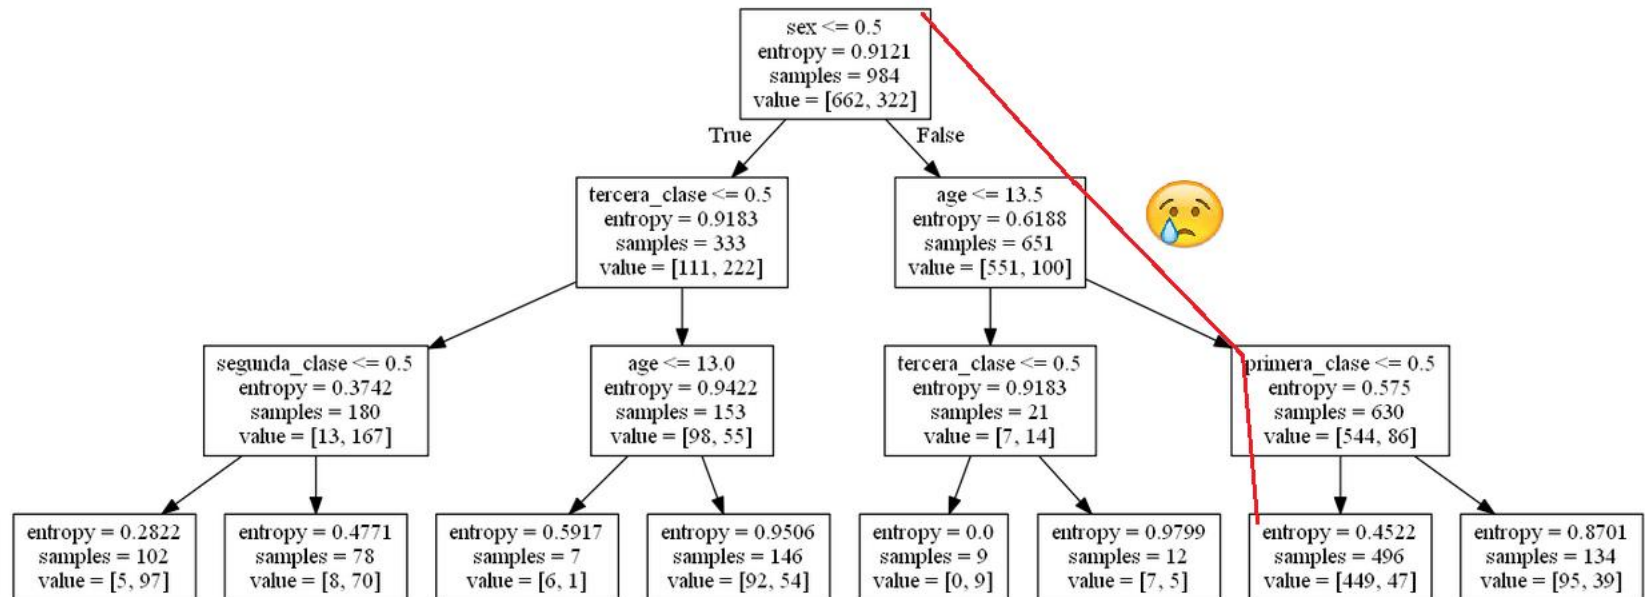 sex <= 0.5
entropy = 0.9121
samples = 984
value = [662, 322]
True
False
tercera_clase <= 0.5
entropy = 0.9183
samples = 333
value = [111, 222]
age <= 13.5
entropy = 0.6188
samples = 651
value = [551, 100]
segunda_clase <= 0.5
entropy = 0.3742
samples = 180
value = [13, 167]
age <= 13.0
entropy = 0.9422
samples = 153
value = [98, 55]
tercera_clase <= 0.5
entropy = 0.9183
samples = 21
value = [7, 14]
primera_clase <= 0.5
entropy = 0.575
samples = 630
value = [544, 86]
entropy = 0.2822
samples = 102
value = [5, 97]
entropy = 0.4771
samples = 78
value = [8, 70]
entropy = 0.5917
samples = 7
value = [6, 1]
entropy = 0.9506
samples = 146
value = [92, 54]
entropy = 0.0
samples = 9
value = [0, 9]
entropy = 0.9799
samples = 12
value = [7, 5]
entropy = 0.4522
samples = 496
value = [449, 47]
entropy = 0.8701
samples = 134
value = [95, 39]